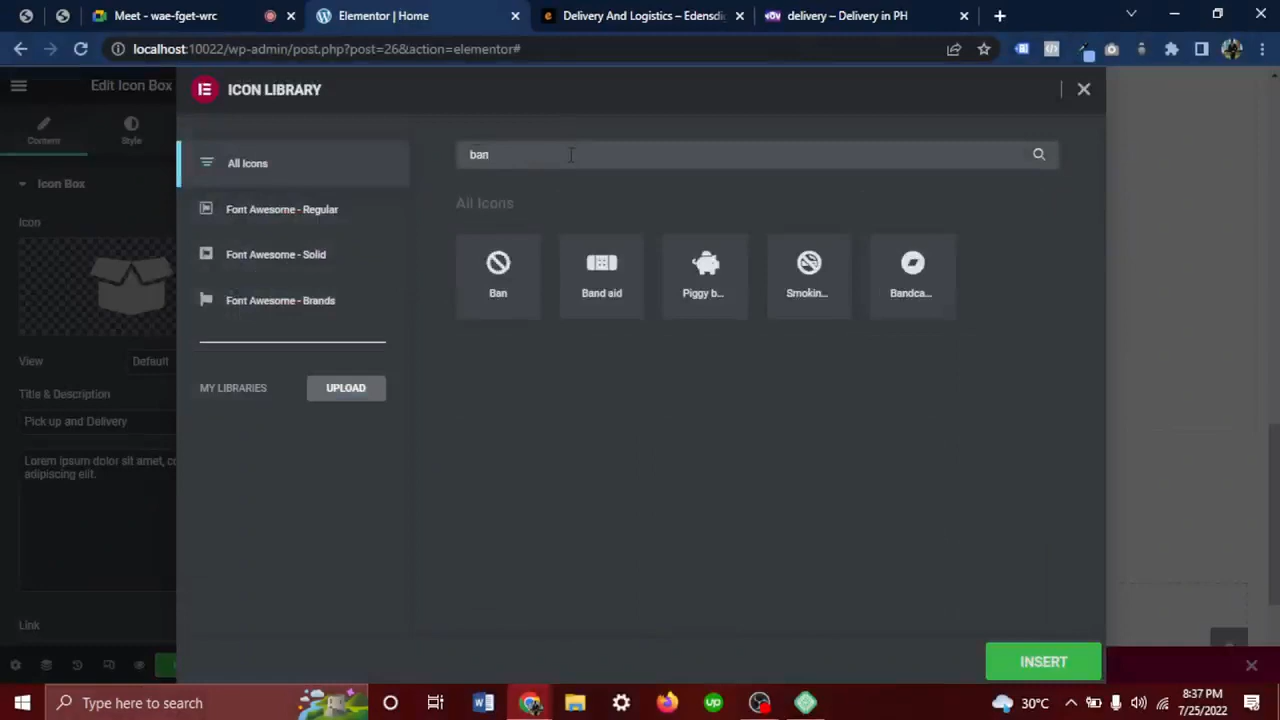 Meet - wae-fget-wrc
Elementor | Home
Delivery And Logistics – Edensdi
delivery – Delivery in PH
localhost:10022/wp-admin/post.php?post=26&action=elementor#
Edit Icon Box
ICON LIBRARY
Content
Style
All Icons
ban
Icon Box
All Icons
Font Awesome - Regular
Icon
Font Awesome - Solid
Ban
Band aid
Piggy b...
Smokin...
Bandca...
Font Awesome - Brands
View
Default
MY LIBRARIES
UPLOAD
Title & Description
Pick up and Delivery
Lorem ipsum dolor sit amet, co
adipiscing elit.
Link
INSERT
Type here to search
30°C
8:37 PM
7/25/2022